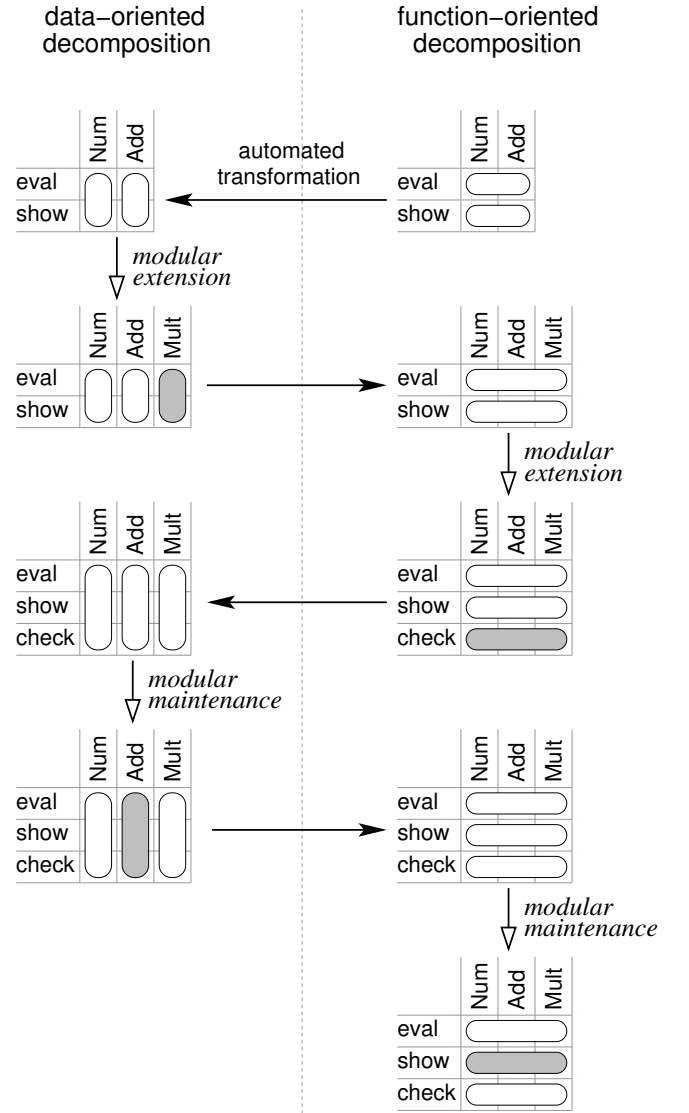 data−oriented
decomposition
function−oriented
decomposition
Num Add
eval
show
automated
transformation
Num Add
eval
show
modular
extension
Num Add Mult
eval
show
Num Add Mult
eval
show
modular
extension
Num Add Mult
eval
show
check
Num Add Mult
eval
show
check
modular
maintenance
Num Add Mult
eval
show
check
Num Add Mult
eval
show
check
modular
maintenance
Num Add Mult
eval
show
check